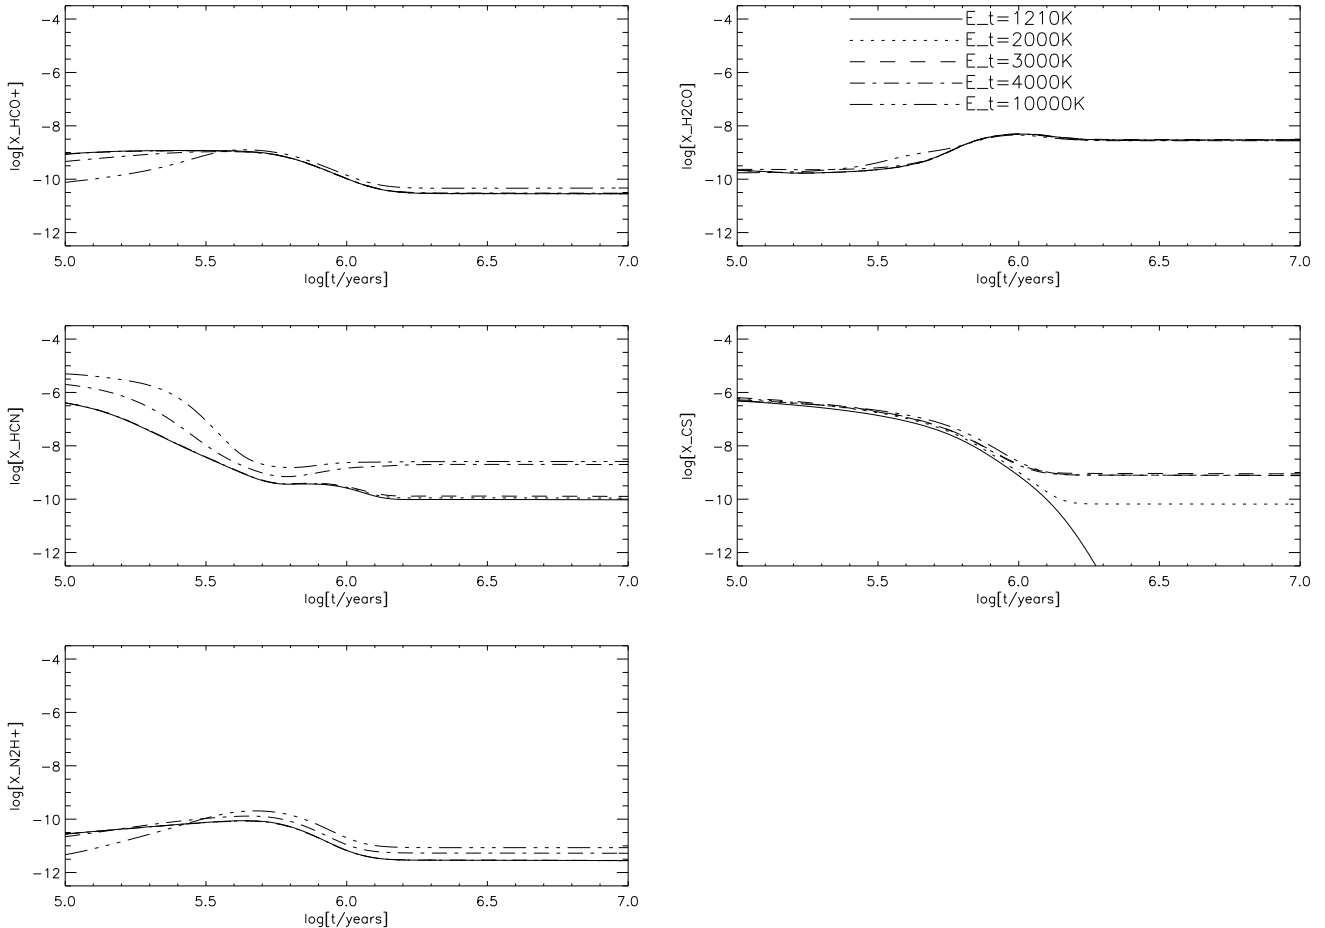 −4
−6
−8
−10
−12
log[X_HCO+]
5.0 5.5 6.0 6.5 7.0
log[t/years]
E_t=1210K
E_t=2000K
E_t=3000K
E_t=4000K
E_t=10000K
−4
−6
−8
−10
−12
log[X_H2CO]
5.0 5.5 6.0 6.5 7.0
log[t/years]
−4
−6
−8
−10
−12
log[X_HCN]
5.0 5.5 6.0 6.5 7.0
log[t/years]
−4
−6
−8
−10
−12
log[X_CS]
5.0 5.5 6.0 6.5 7.0
log[t/years]
−4
−6
−8
−10
−12
log[X_N2H+]
5.0 5.5 6.0 6.5 7.0
log[t/years]